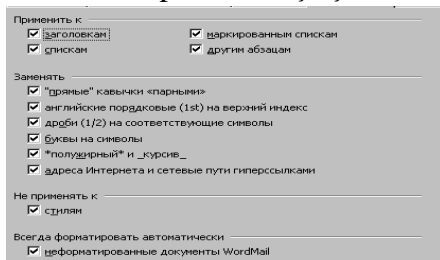 Применить к
заголовкам маркированным спискам
спискам другим абзацам
Заменять
"прямые" кавычки «парными»
английские порядковые (1st) на верхний индекс
дроби (1/2) на соответствующие символы
буквы на символы
*полужирный* и _курсив_
адреса Интернета и сетевые пути гиперссылками
Не применять к
стилям
Всегда форматировать автоматически
неформатированные документы WordMail